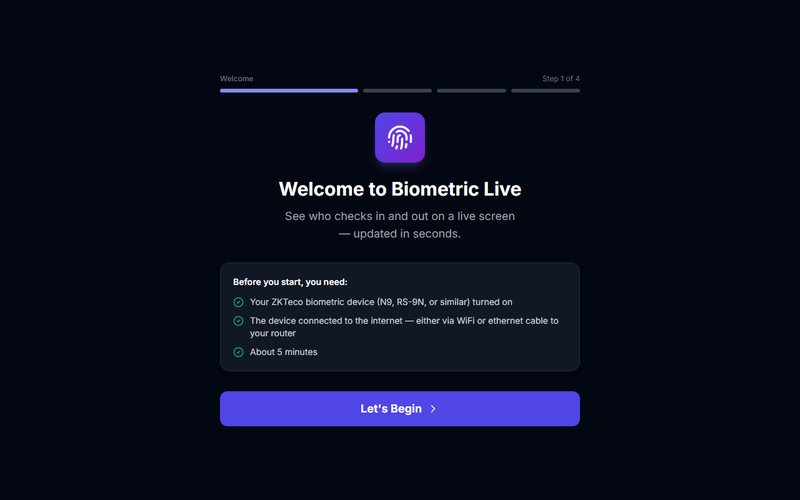 Welcome
Step 1 of 4
Welcome to Biometric Live
See who checks in and out on a live screen
— updated in seconds.
Before you start, you need:
Your ZKTeco biometric device (N9, RS-9N, or similar) turned on
The device connected to the internet — either via WiFi or ethernet cable to
your router
About 5 minutes
Let's Begin